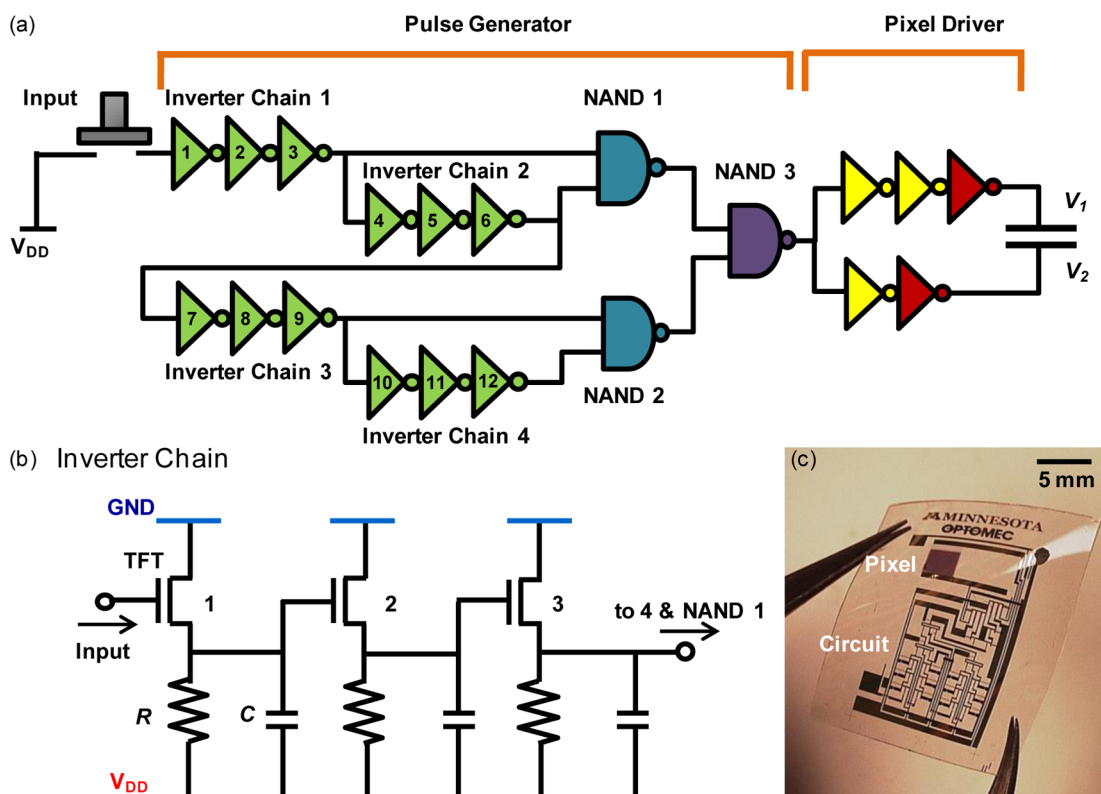 (a)
Pulse Generator
Pixel Driver
Input
Inverter Chain 1
NAND 1
1 2 3
Inverter Chain 2
NAND 3
4 5 6
V1
VDD
V2
7 8 9
Inverter Chain 3
10 11 12
NAND 2
Inverter Chain 4
(b) Inverter Chain
GND
TFT
1
2
3
to 4 & NAND 1
Input
R
C
VDD
(c)
5 mm
MINNESOTA
OPTOMEC
Pixel
Circuit